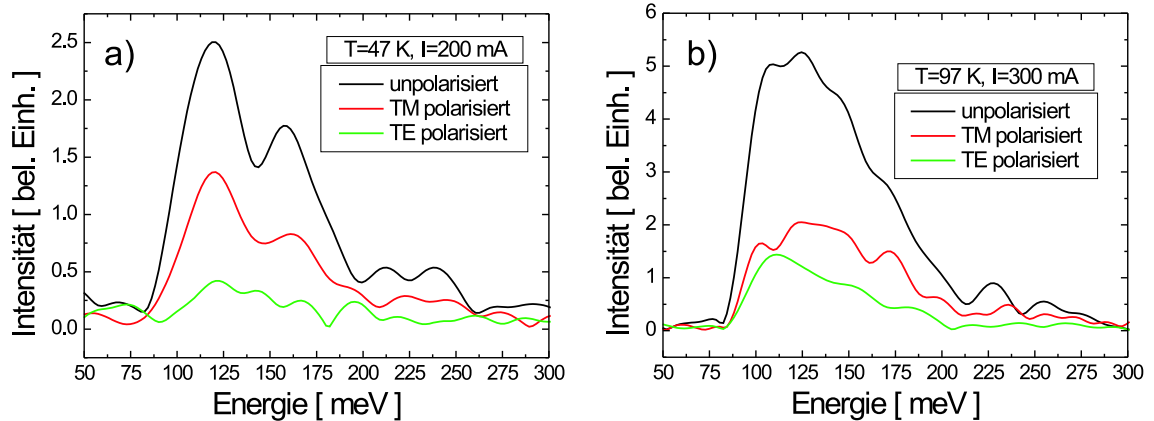 a)
T=47 K, I=200 mA
unpolarisiert
TM polarisiert
TE polarisiert
Intensität [ bel. Einh. ]
2.5
2.0
1.5
1.0
0.5
0.0
50 75 100 125 150 175 200 225 250 275 300
Energie [ meV ]
b)
T=97 K, I=300 mA
unpolarisiert
TM polarisiert
TE polarisiert
Intensität [ bel. Einh. ]
6
5
4
3
2
1
0
50 75 100 125 150 175 200 225 250 275 300
Energie [ meV ]